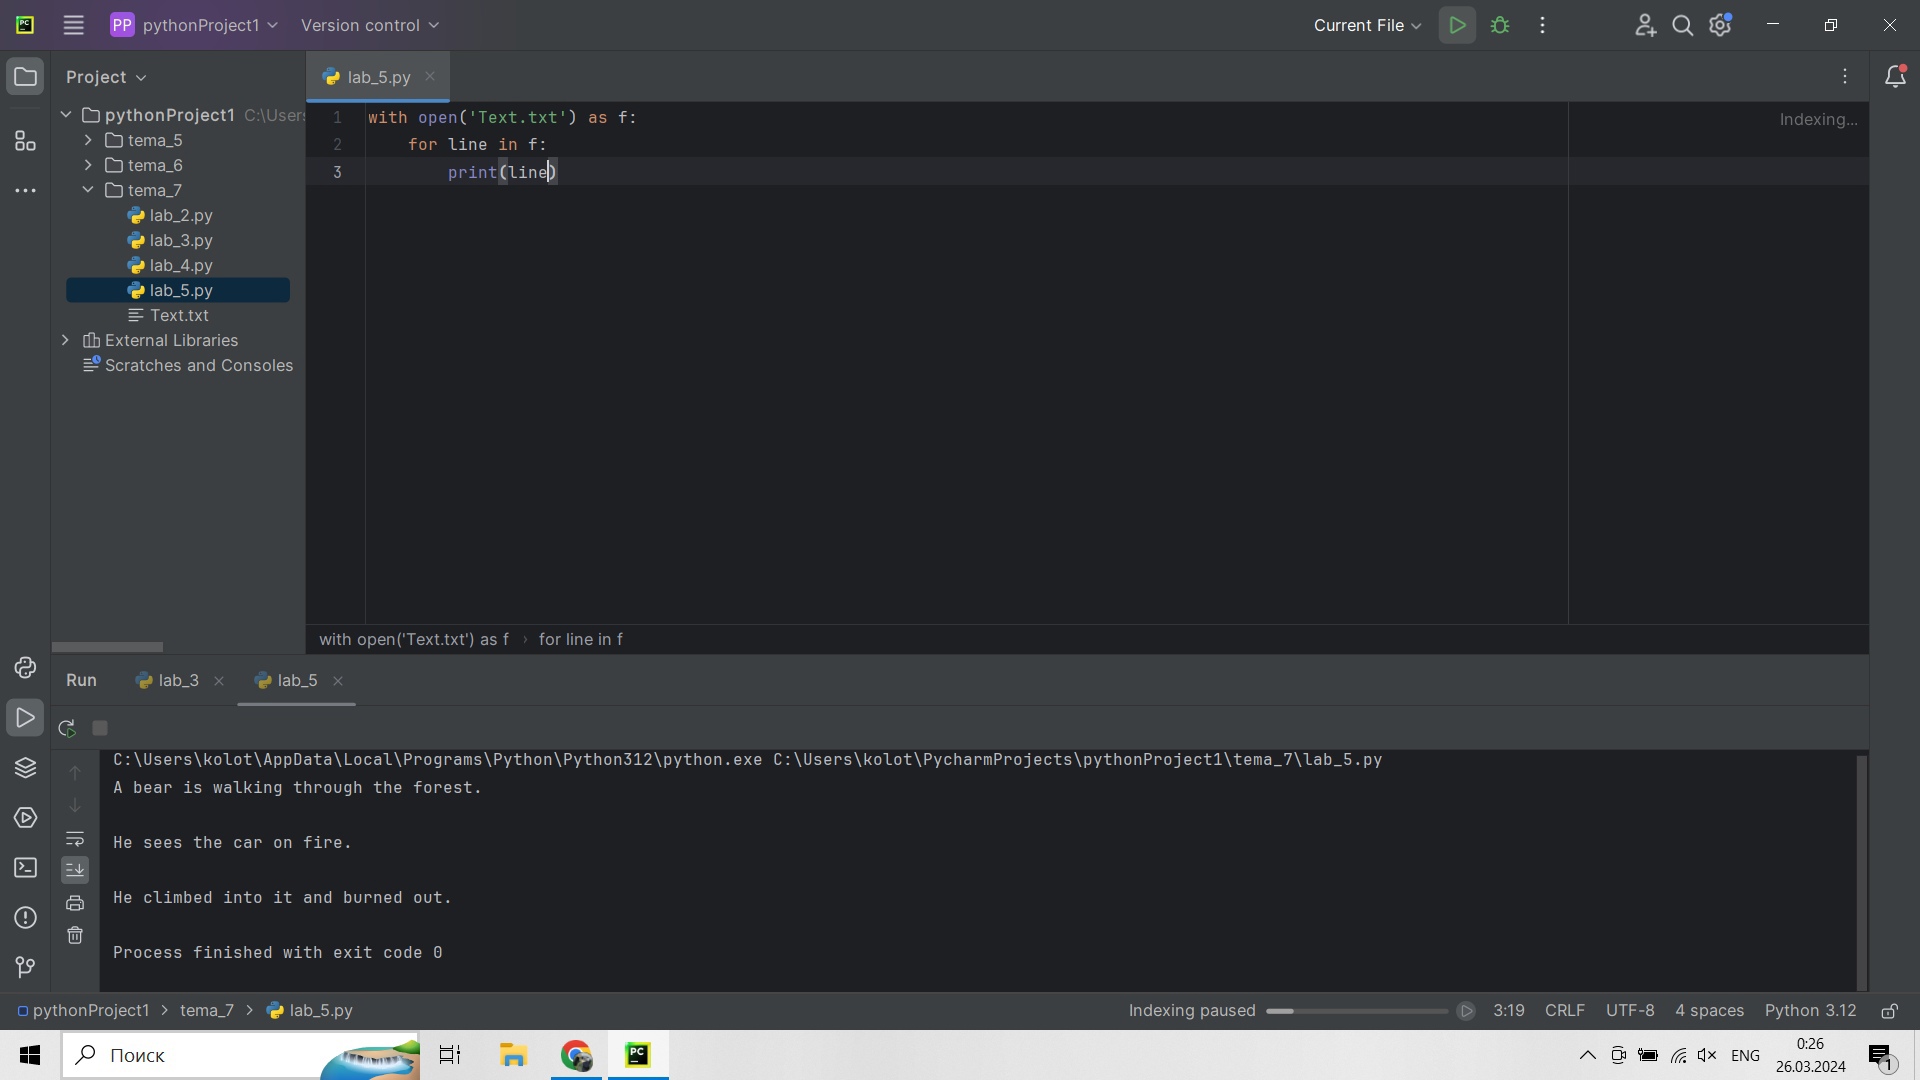 PC
PP pythonProject1 Version control
Current File
Project
lab_5.py
pythonProject1 C:\Users
tema_5
tema_6
tema_7
lab_2.py
lab_3.py
lab_4.py
lab_5.py
Text.txt
External Libraries
Scratches and Consoles
1 with open('Text.txt') as f:
2     for line in f:
3         print(line)
Indexing...
with open('Text.txt') as f › for line in f
Run lab_3 lab_5
C:\Users\kolot\AppData\Local\Programs\Python\Python312\python.exe C:\Users\kolot\PycharmProjects\pythonProject1\tema_7\lab_5.py
A bear is walking through the forest.
He sees the car on fire.
He climbed into it and burned out.
Process finished with exit code 0
pythonProject1 > tema_7 > lab_5.py
Indexing paused 3:19 CRLF UTF-8 4 spaces Python 3.12
Поиск
PC
ENG
0:26
26.03.2024
1